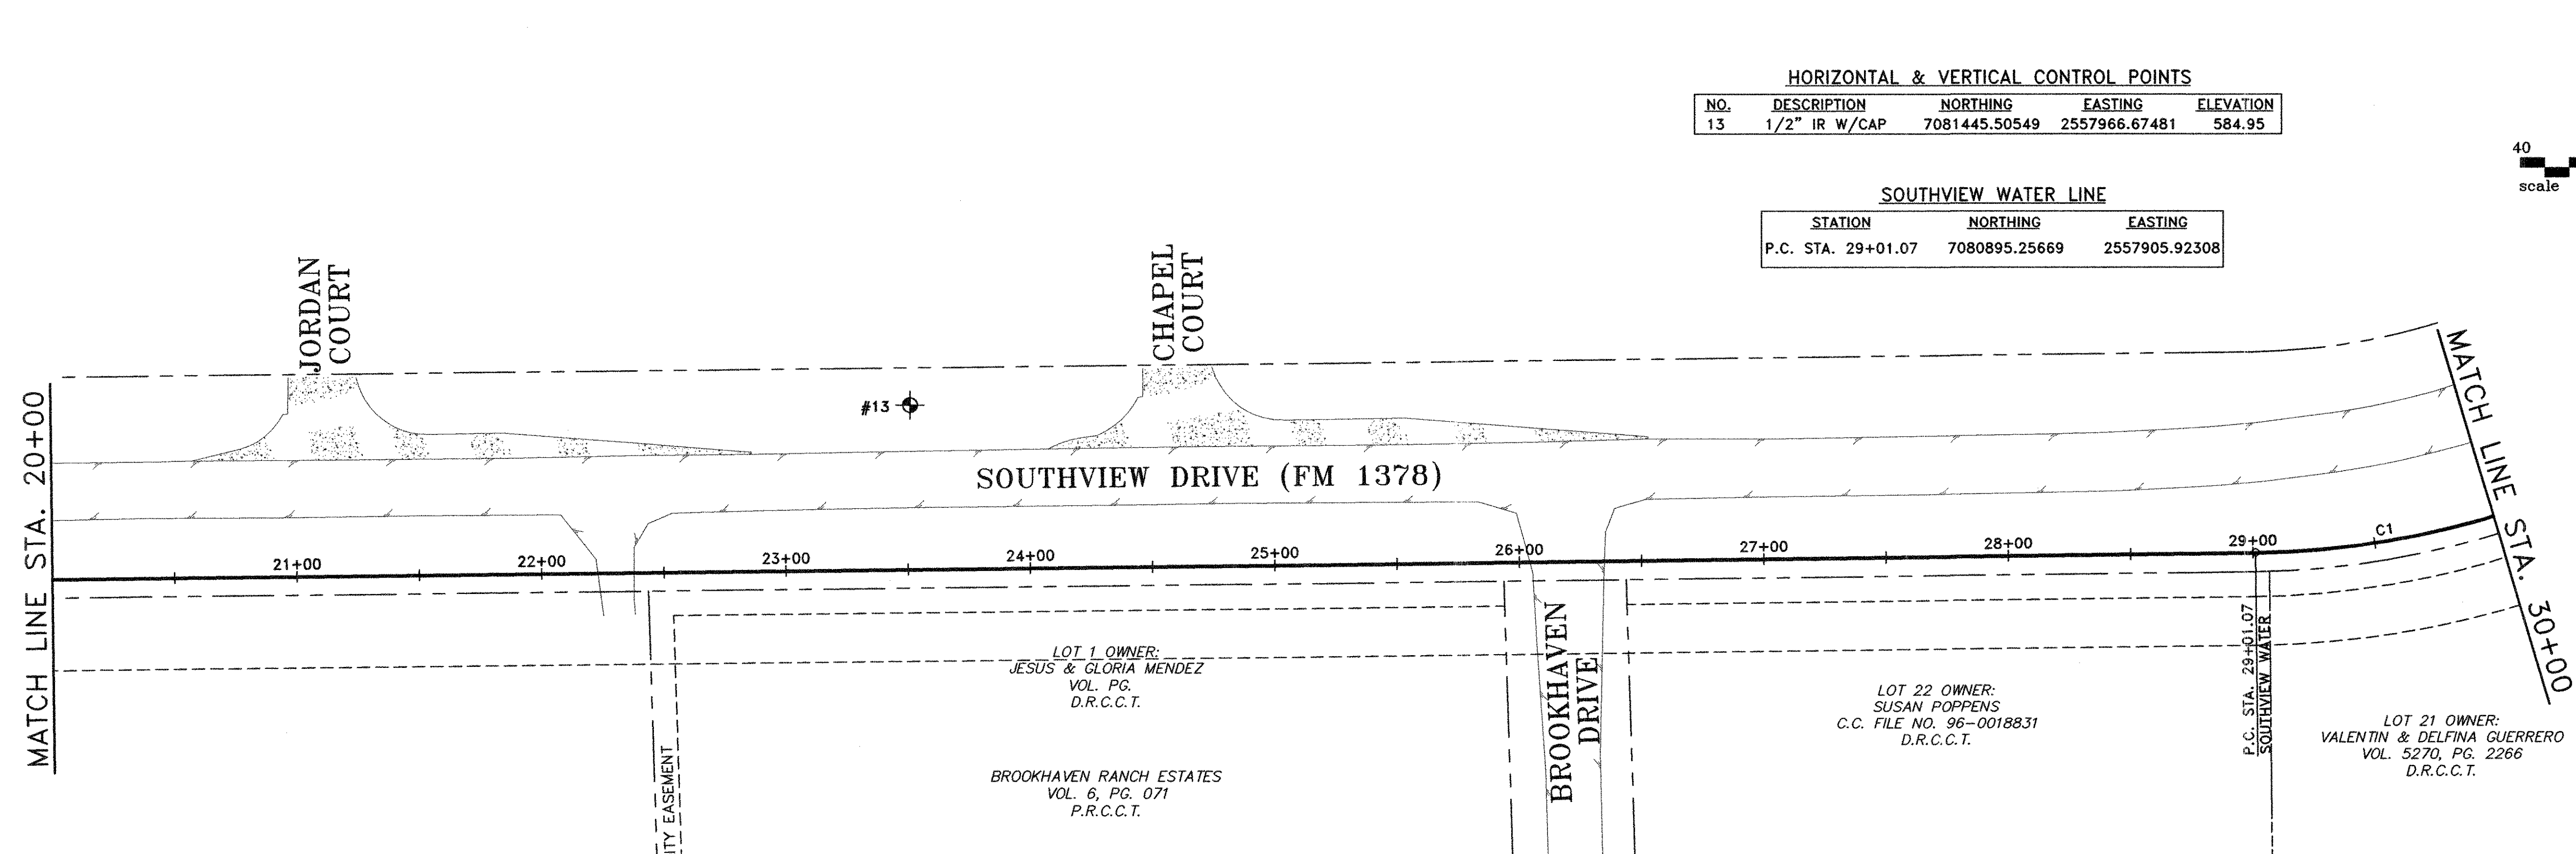 HORIZONTAL & VERTICAL CONTROL POINTS
NO. DESCRIPTION NORTHING EASTING ELEVATION
13 1/2" IR W/CAP 7081445.50549 2557966.67481 584.95
40
scale
SOUTHVIEW WATER LINE
STATION NORTHING EASTING
P.C. STA. 29+01.07 7080895.25669 2557905.92308
JORDAN
COURT
CHAPEL
COURT
#13
MATCH LINE STA. 20+00
MATCH LINE STA. 30+00
SOUTHVIEW DRIVE (FM 1378)
21+00
22+00
23+00
24+00
25+00
26+00
27+00
28+00
29+00
C1
LOT 1 OWNER:
JESUS & GLORIA MENDEZ
VOL. PG.
D.R.C.C.T.
BROOKHAVEN RANCH ESTATES
VOL. 6, PG. 071
P.R.C.C.T.
ITY EASEMENT
BROOKHAVEN
DRIVE
LOT 22 OWNER:
SUSAN POPPENS
C.C. FILE NO. 96-0018831
D.R.C.C.T.
P.C. STA. 29+01.07
SOUTHVIEW WATER
LOT 21 OWNER:
VALENTIN & DELFINA GUERRERO
VOL. 5270, PG. 2266
D.R.C.C.T.